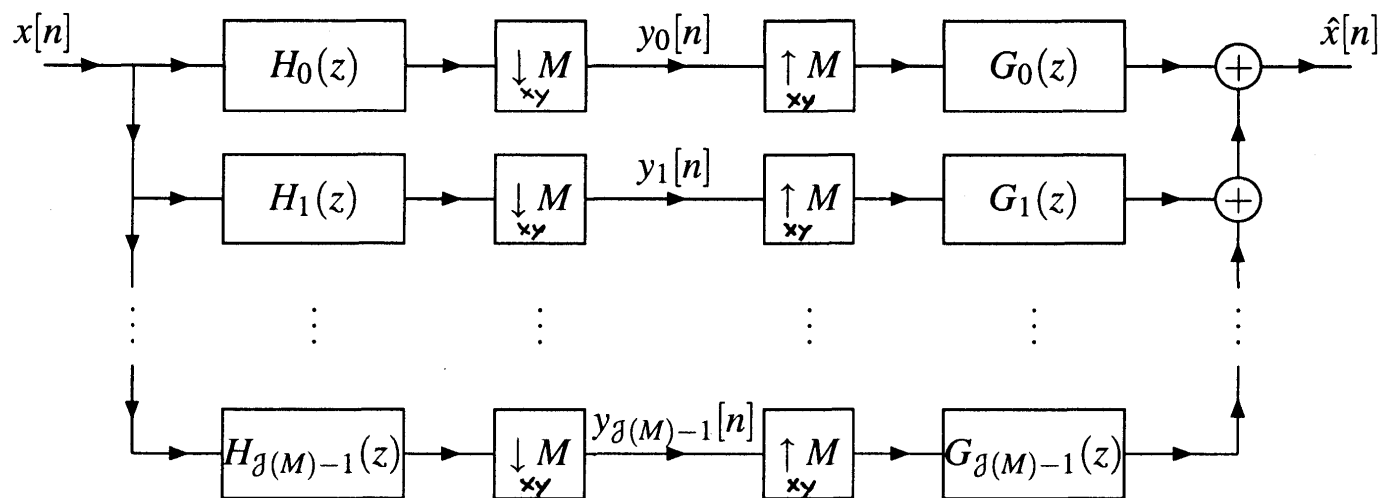 x[n] H₀(z) ↓ M y₀[n] ↑ M G₀(z) + x̂[n]
xy xy
H₁(z) ↓ M y₁[n] ↑ M G₁(z) +
xy xy
H𝒥(M)−1(z) ↓ M y𝒥(M)−1[n] ↑ M G𝒥(M)−1(z)
xy xy